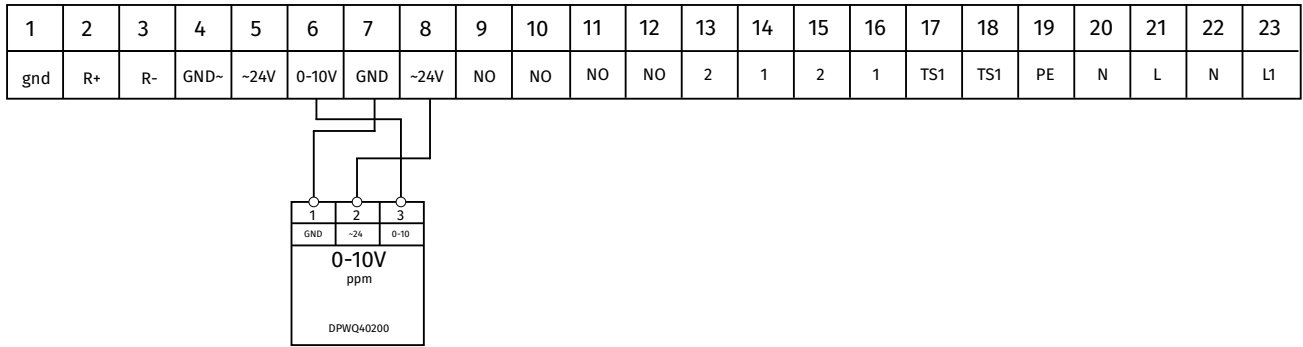 1 2 3 4 5 6 7 8 9 10 11 12 13 14 15 16 17 18 19 20 21 22 23
gnd R+ R- GND~ ~24V 0-10V GND ~24V NO NO NO NO 2 1 2 1 TS1 TS1 PE N L N L1
1 2 3
GND ~24 0-10
0-10V
ppm
DPWQ40200